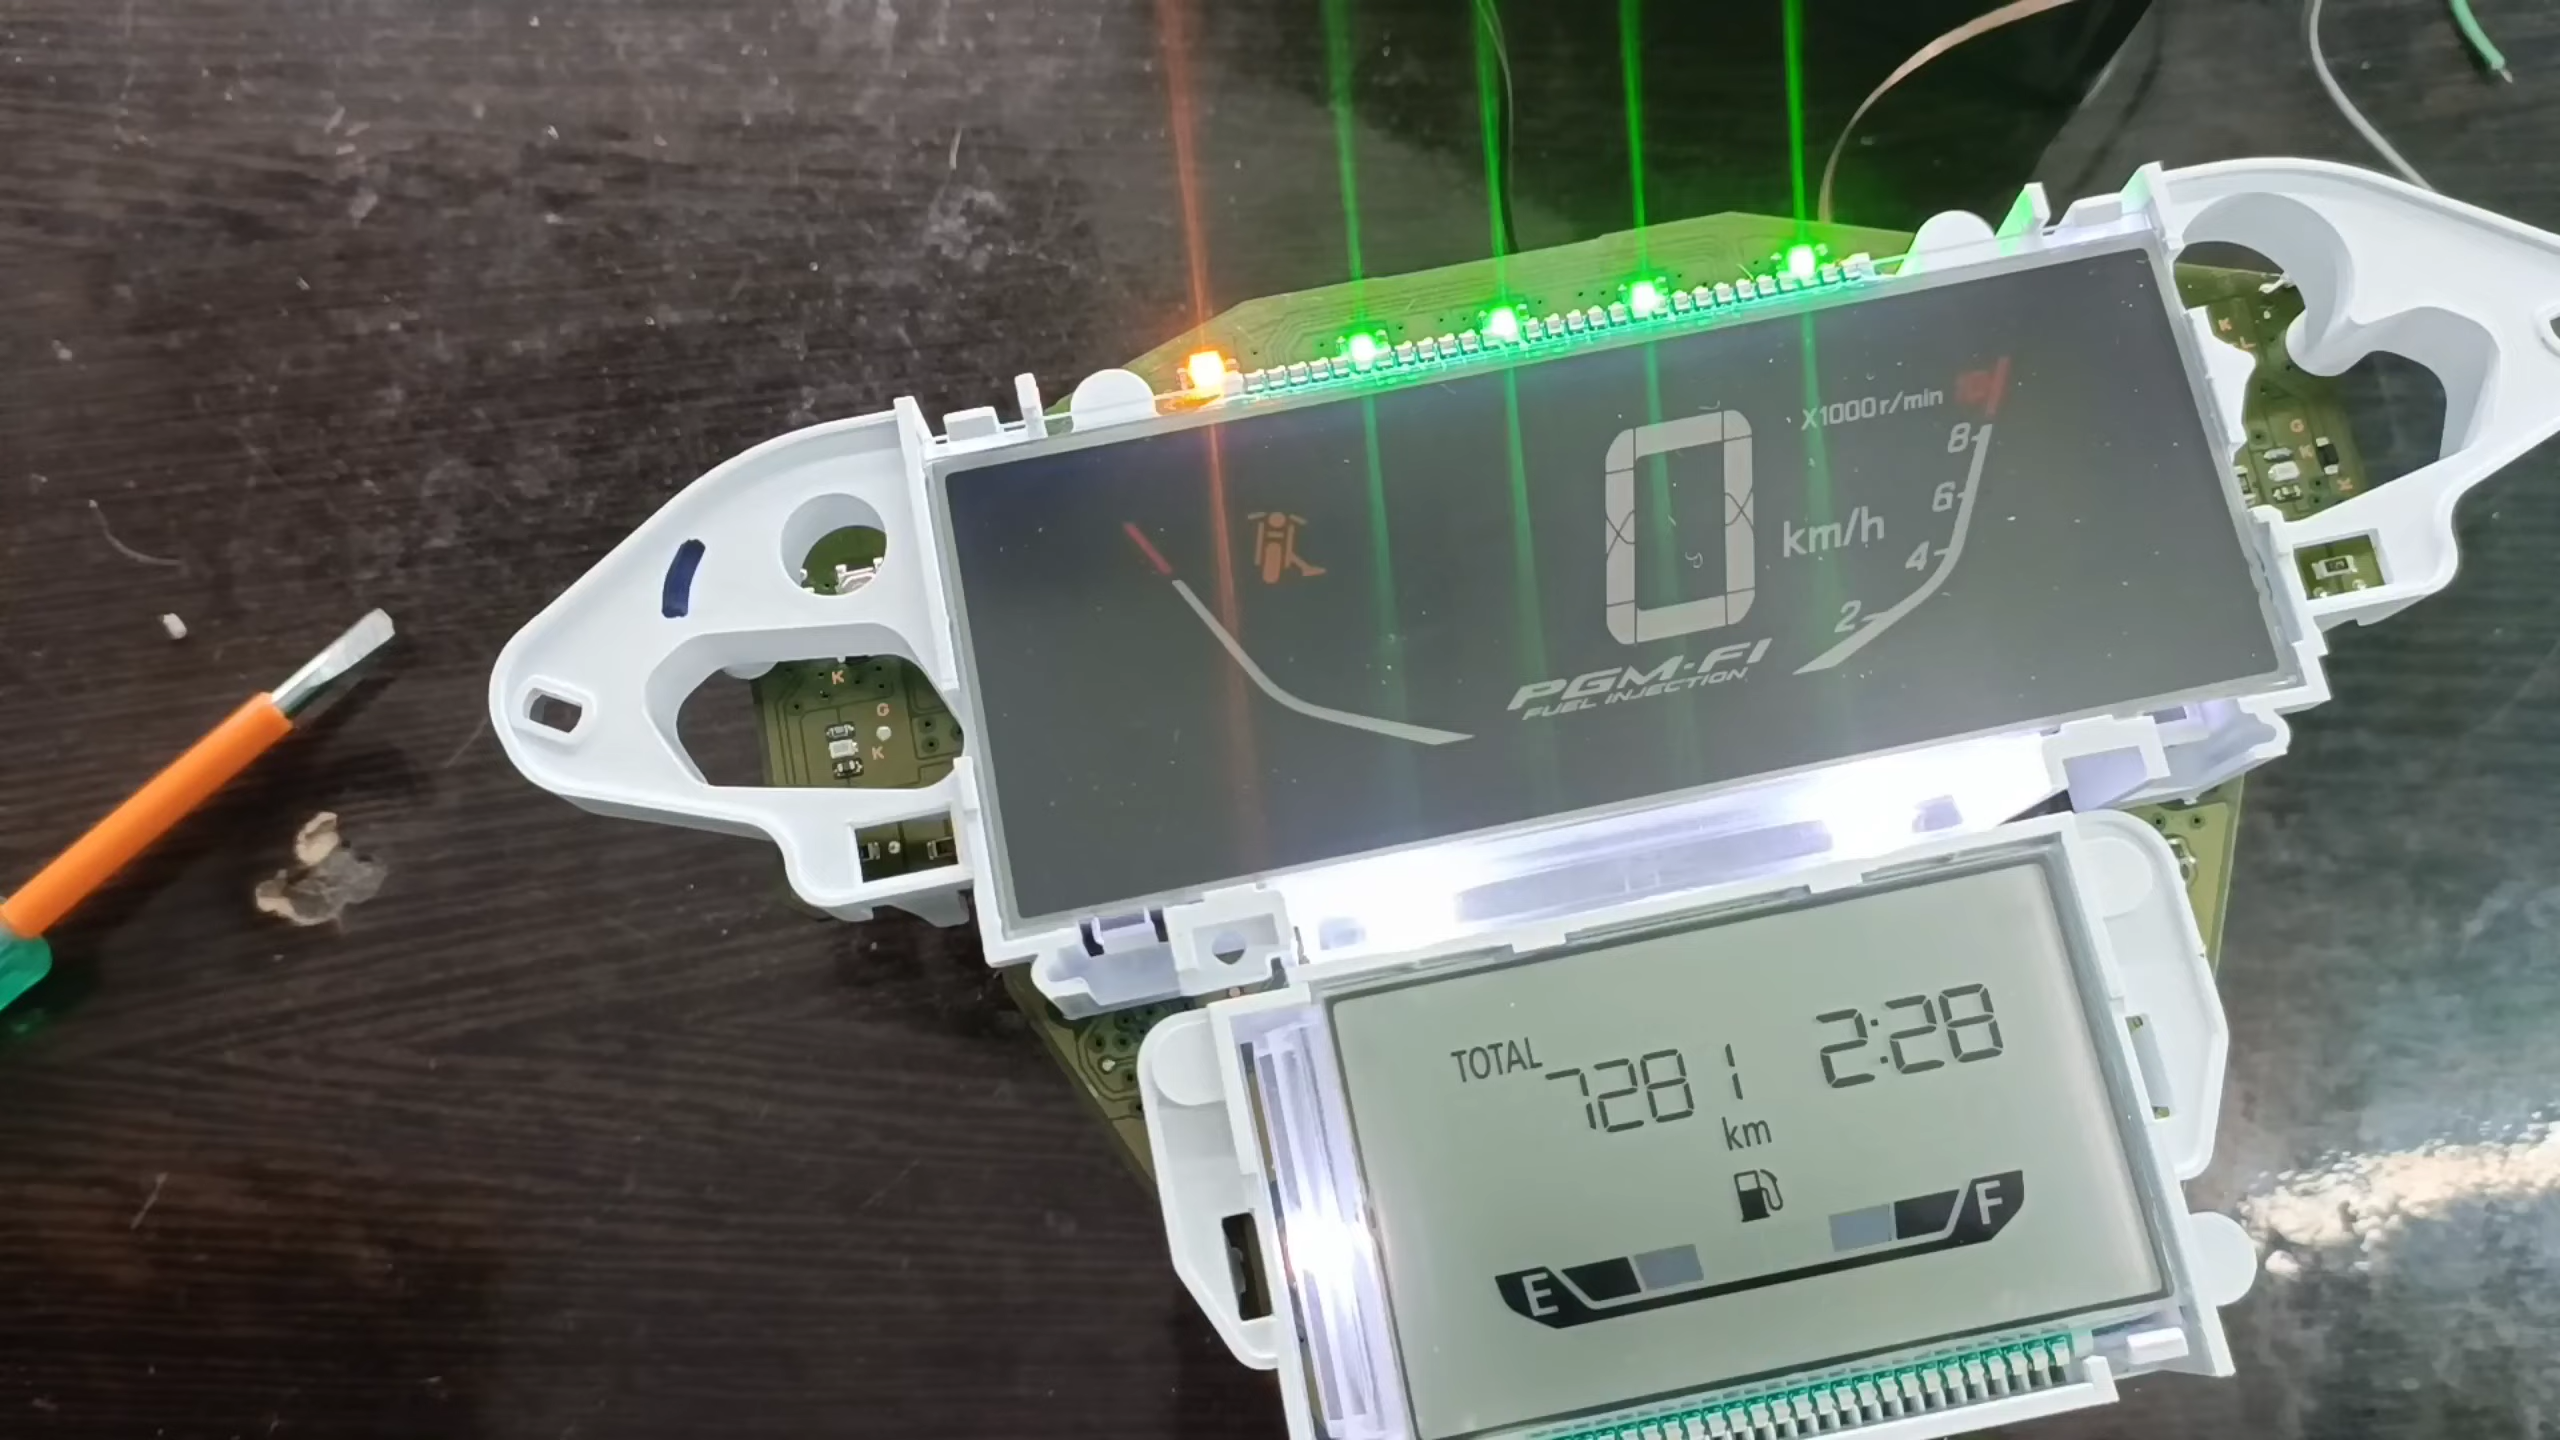 X1000r/min
8
6
4
2
0
km/h
PGM-FI
FUEL INJECTION
K
G
K
K
L
G
K
K
TOTAL
7281
2:28
km
E
F